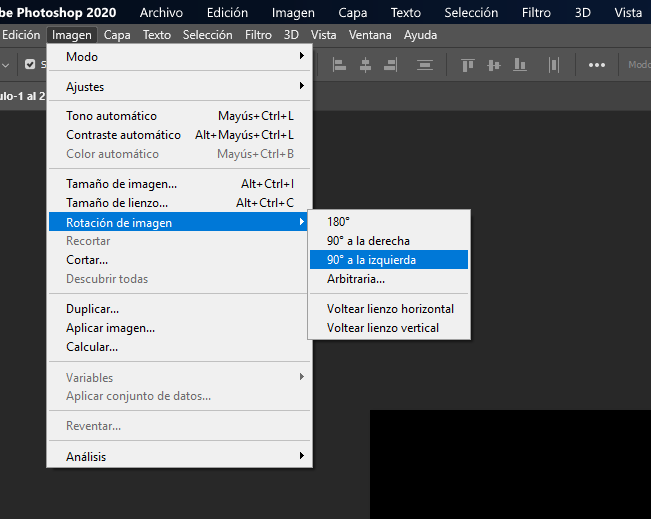 be Photoshop 2020 Archivo Edición Imagen Capa Texto Selección Filtro 3D Vista
Edición Imagen Capa Texto Selección Filtro 3D Vista Ventana Ayuda
Modo
Modo
Ajustes
ulo-1 al 2
Tono automático Mayús+Ctrl+L
Contraste automático Alt+Mayús+Ctrl+L
Color automático Mayús+Ctrl+B
Tamaño de imagen... Alt+Ctrl+I
Tamaño de lienzo... Alt+Ctrl+C
Rotación de imagen
180°
Recortar
90° a la derecha
Cortar...
90° a la izquierda
Descubrir todas
Arbitraria...
Duplicar...
Voltear lienzo horizontal
Aplicar imagen...
Voltear lienzo vertical
Calcular...
Variables
Aplicar conjunto de datos...
Reventar...
Análisis